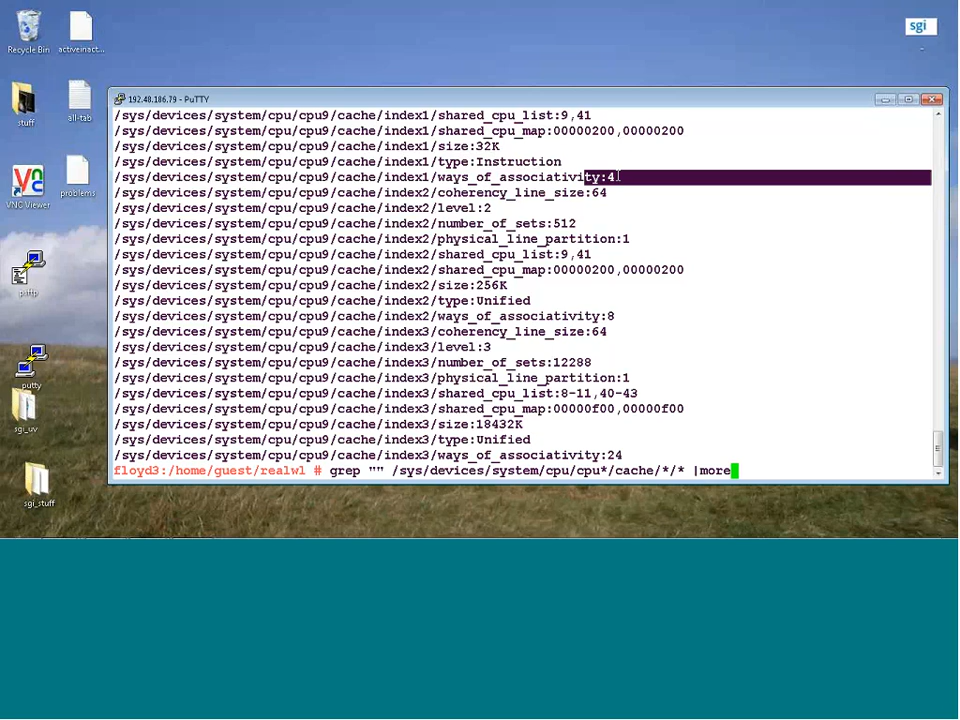 Recycle Bin
activeinact...
sgi
stuff
all-tab
VNC Viewer
problems
psftp
putty
sgi_uv
sgi_stuff
192.48.186.79 - PuTTY
/sys/devices/system/cpu/cpu9/cache/index1/shared_cpu_list:9,41
/sys/devices/system/cpu/cpu9/cache/index1/shared_cpu_map:00000200,00000200
/sys/devices/system/cpu/cpu9/cache/index1/size:32K
/sys/devices/system/cpu/cpu9/cache/index1/type:Instruction
/sys/devices/system/cpu/cpu9/cache/index1/ways_of_associativity:4
/sys/devices/system/cpu/cpu9/cache/index2/coherency_line_size:64
/sys/devices/system/cpu/cpu9/cache/index2/level:2
/sys/devices/system/cpu/cpu9/cache/index2/number_of_sets:512
/sys/devices/system/cpu/cpu9/cache/index2/physical_line_partition:1
/sys/devices/system/cpu/cpu9/cache/index2/shared_cpu_list:9,41
/sys/devices/system/cpu/cpu9/cache/index2/shared_cpu_map:00000200,00000200
/sys/devices/system/cpu/cpu9/cache/index2/size:256K
/sys/devices/system/cpu/cpu9/cache/index2/type:Unified
/sys/devices/system/cpu/cpu9/cache/index2/ways_of_associativity:8
/sys/devices/system/cpu/cpu9/cache/index3/coherency_line_size:64
/sys/devices/system/cpu/cpu9/cache/index3/level:3
/sys/devices/system/cpu/cpu9/cache/index3/number_of_sets:12288
/sys/devices/system/cpu/cpu9/cache/index3/physical_line_partition:1
/sys/devices/system/cpu/cpu9/cache/index3/shared_cpu_list:8-11,40-43
/sys/devices/system/cpu/cpu9/cache/index3/shared_cpu_map:00000f00,00000f00
/sys/devices/system/cpu/cpu9/cache/index3/size:18432K
/sys/devices/system/cpu/cpu9/cache/index3/type:Unified
/sys/devices/system/cpu/cpu9/cache/index3/ways_of_associativity:24
floyd3:/home/guest/realwl # grep "" /sys/devices/system/cpu/cpu*/cache/*/* |more